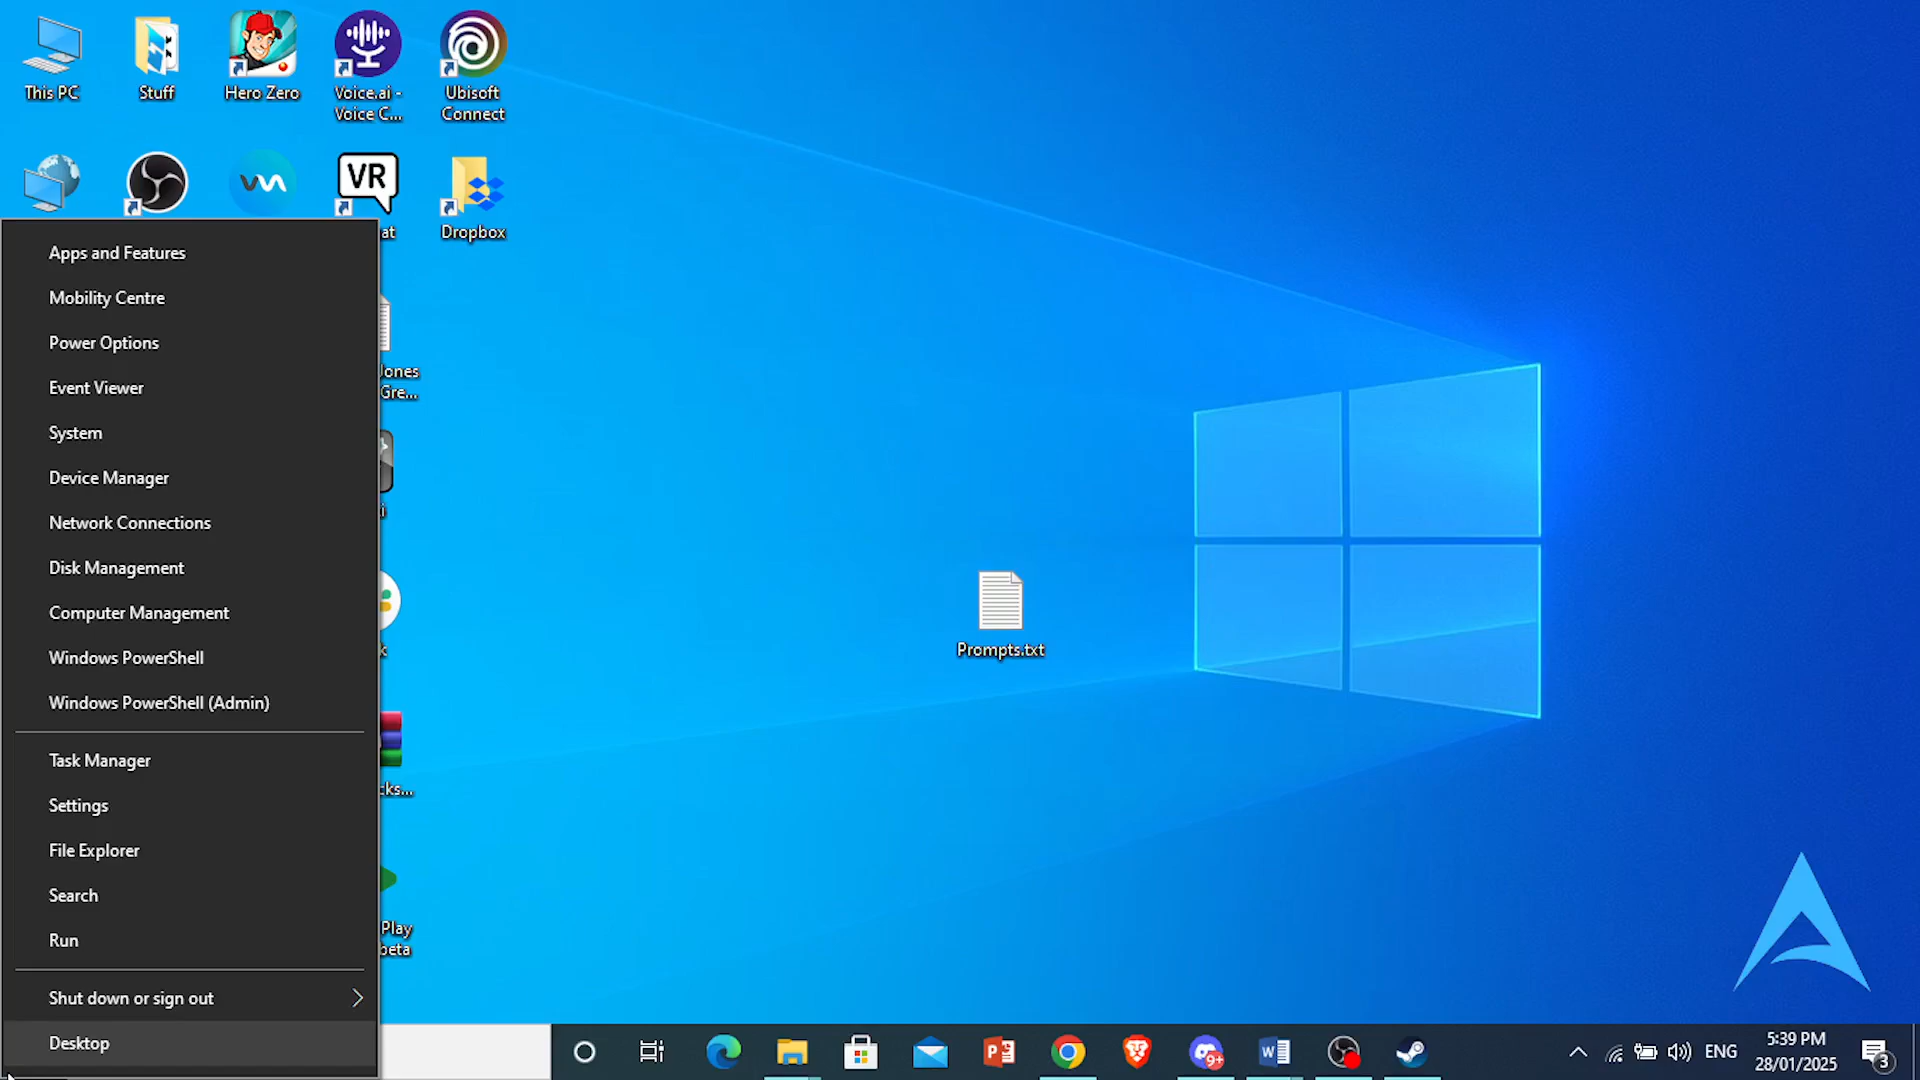 This PC
Stuff
Hero Zero
Voice.ai -
Voice C...
Ubisoft
Connect
VR
at
Dropbox
Apps and Features
Mobility Centre
Power Options
Event Viewer
System
Device Manager
Network Connections
Disk Management
Computer Management
Windows PowerShell
Windows PowerShell (Admin)
Task Manager
Settings
File Explorer
Search
Run
Shut down or sign out
Desktop
Jones
Gre...
i
k
cks...
Play
beta
Prompts.txt
9+
ENG
5:39 PM
28/01/2025
3